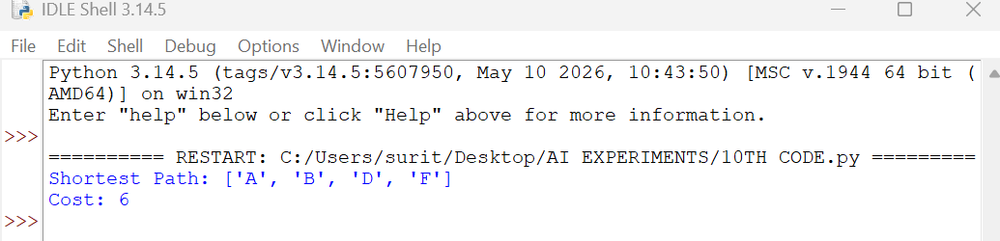 IDLE Shell 3.14.5
File Edit Shell Debug Options Window Help
Python 3.14.5 (tags/v3.14.5:5607950, May 10 2026, 10:43:50) [MSC v.1944 64 bit (
AMD64)] on win32
Enter "help" below or click "Help" above for more information.
>>>
========== RESTART: C:/Users/surit/Desktop/AI EXPERIMENTS/10TH CODE.py =========
Shortest Path: ['A', 'B', 'D', 'F']
Cost: 6
>>>